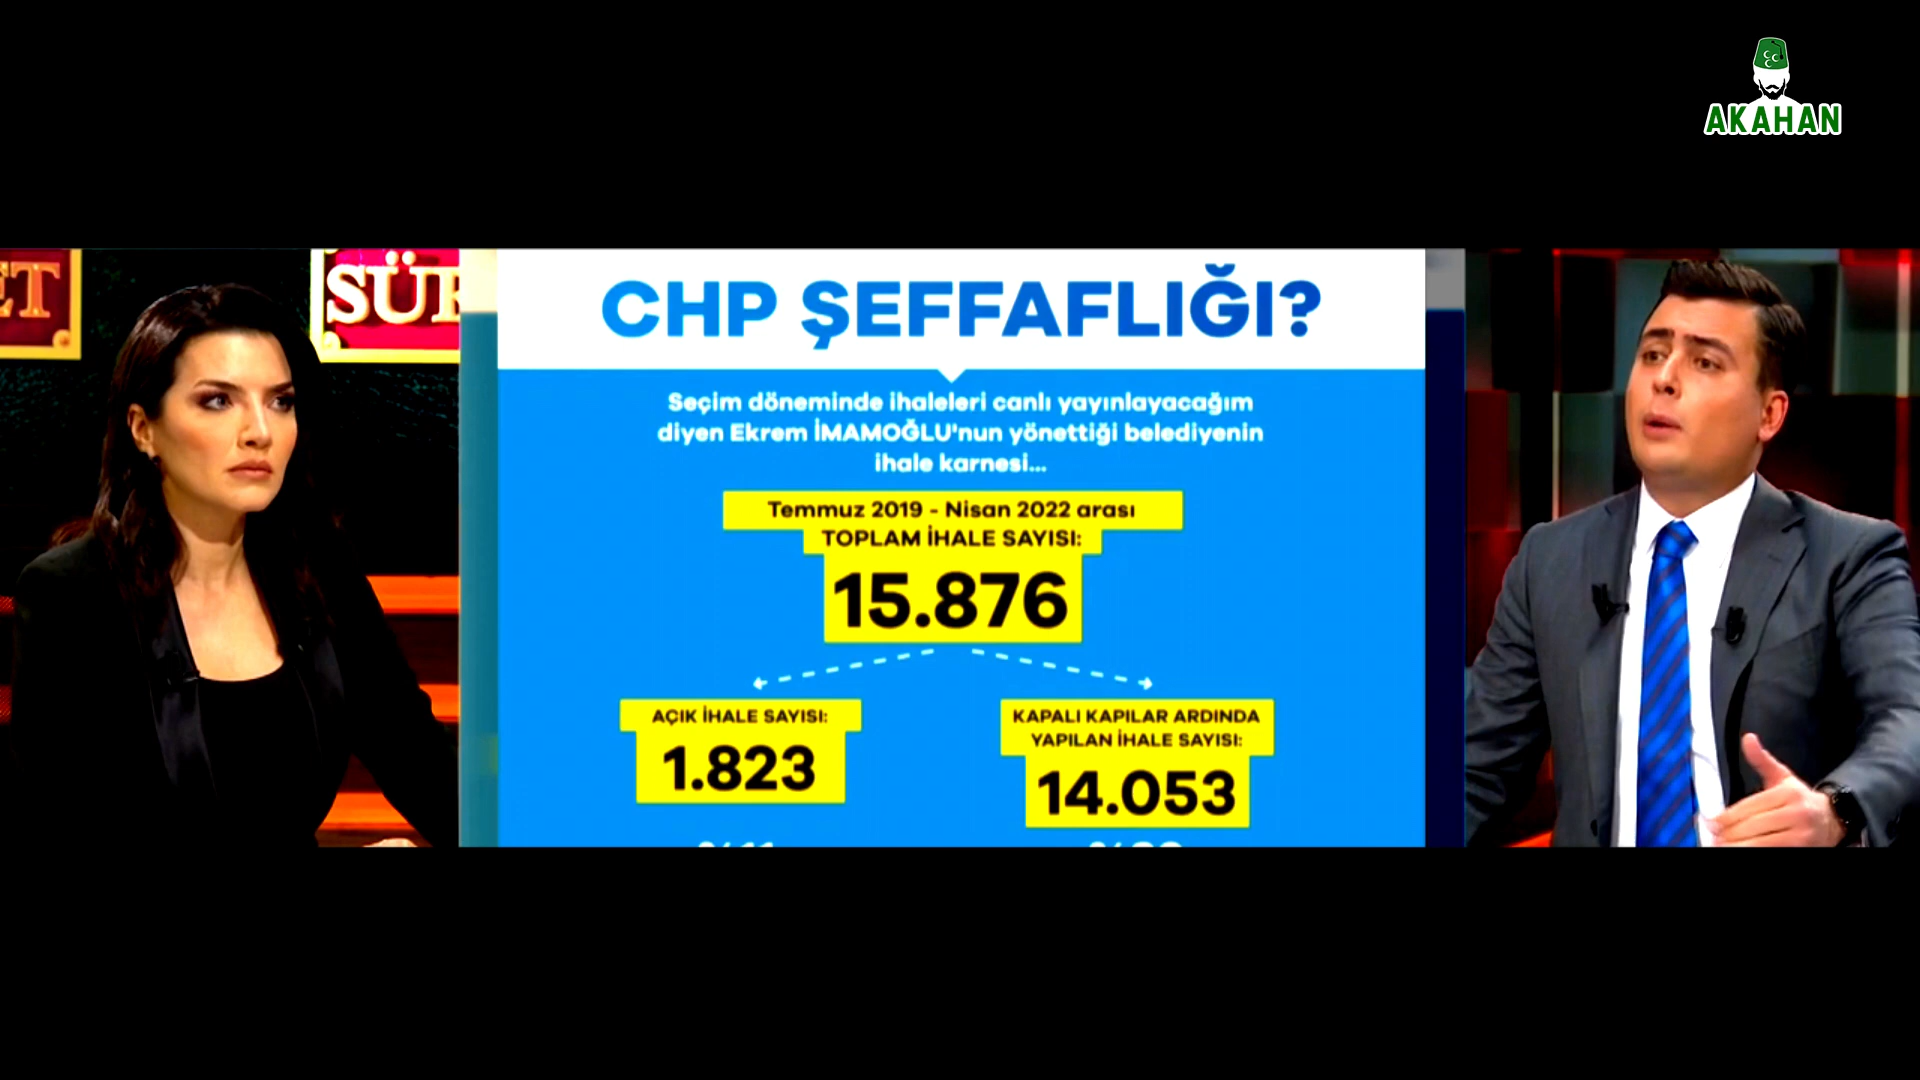 AKAHAN
ET
SÜR
CHP ŞEFFAFLIĞI?
Seçim döneminde ihaleleri canlı yayınlayacağım
diyen Ekrem İMAMOĞLU'nun yönettiği belediyenin
ihale karnesi...
Temmuz 2019 - Nisan 2022 arası
TOPLAM İHALE SAYISI:
15.876
AÇIK İHALE SAYISI:
1.823
KAPALI KAPILAR ARDINDA
YAPILAN İHALE SAYISI:
14.053